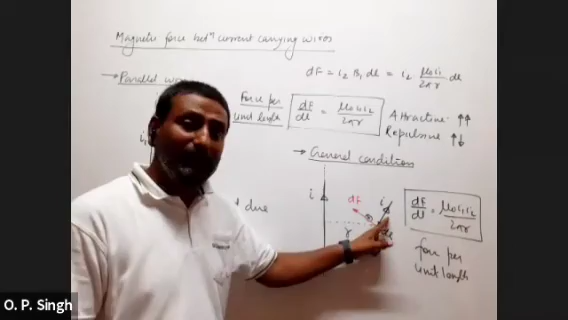 Magnetic force betⁿ current carrying wires
→ Parallel
dF = i₂ B₁ dl = i₂ μ₀i₁/2πr dl
Force per unit length
dF/dl = μ₀i₁i₂/2πr
Attractive ↑↑
Repulsive ↑↓
→ General condition
i
dF
i
r
dF/dl = μ₀i₁i₂/2πr
force per
unit length
due
O. P. Singh